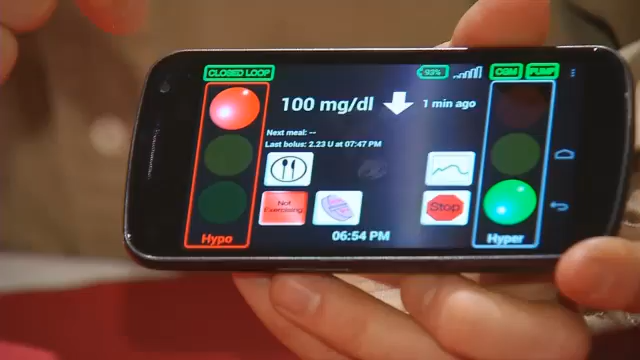 CLOSED LOOP
93%
CGM
PUMP
100 mg/dl
1 min ago
Next meal: --
Last bolus: 2.23 U at 07:47 PM
Not
Exercising
Stop
Hypo
06:54 PM
Hyper